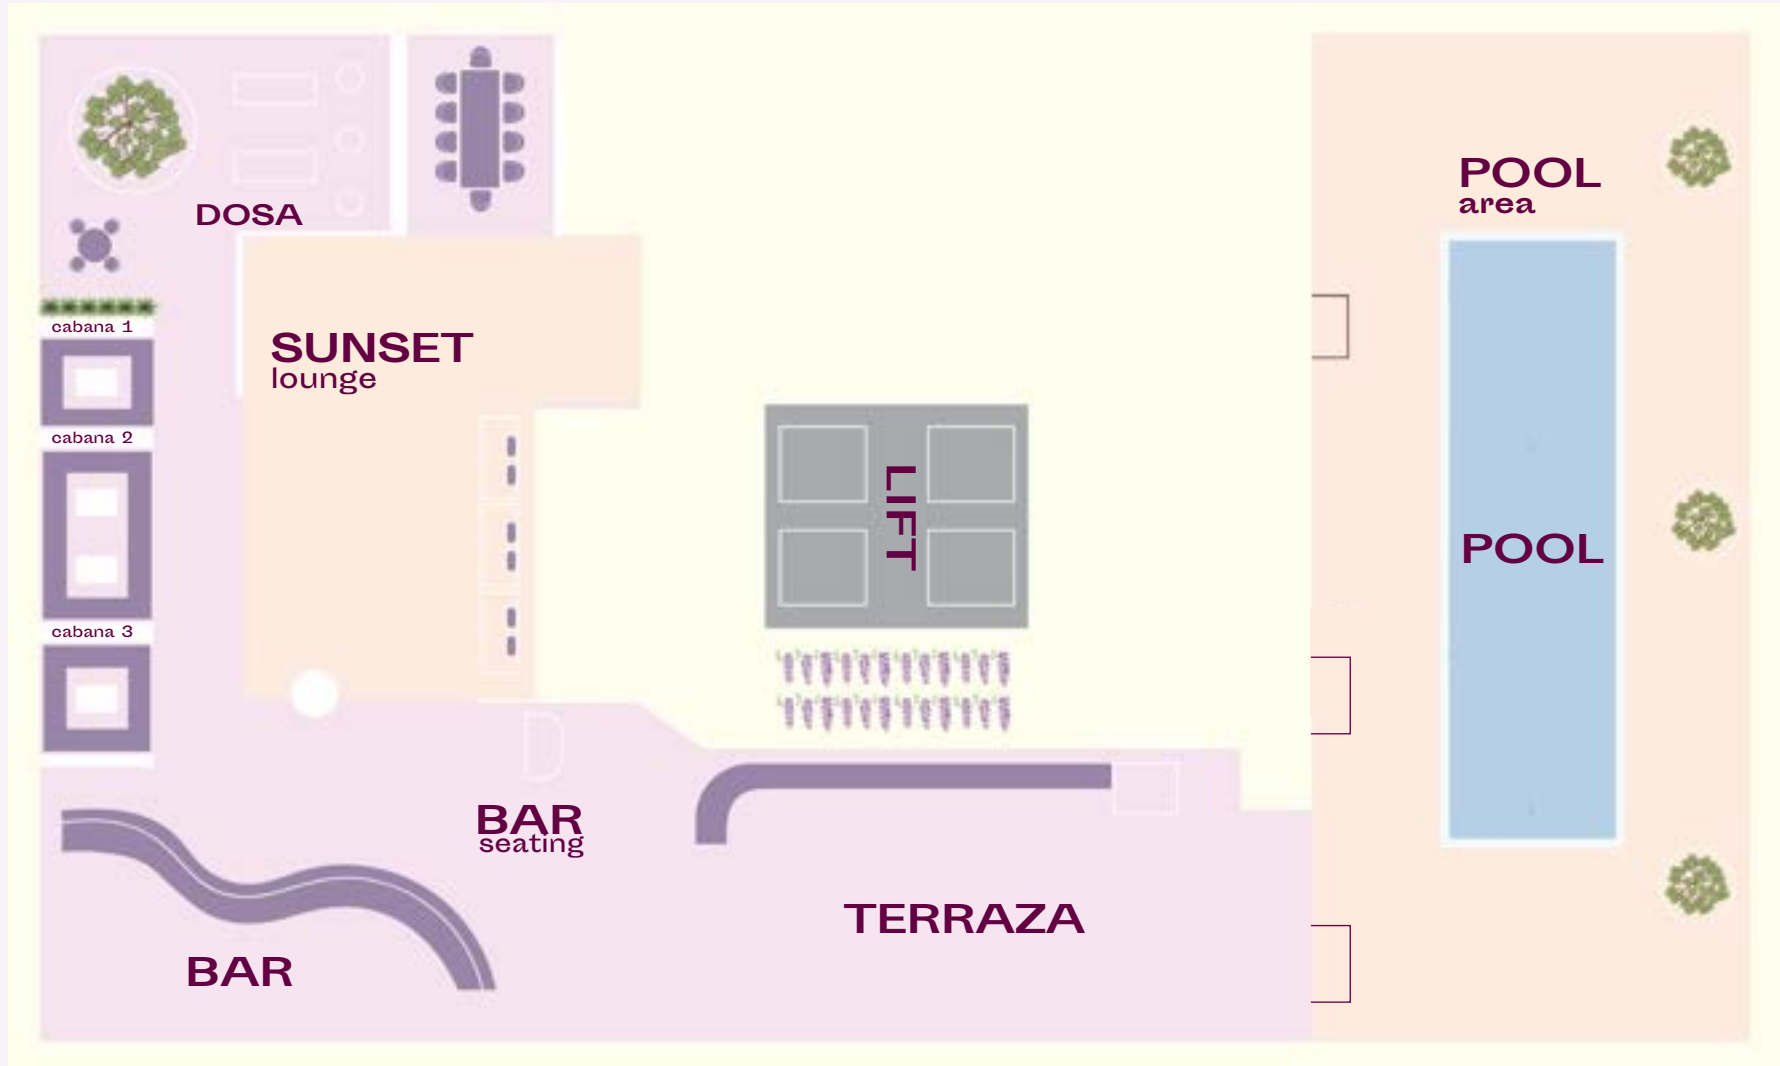 DOSA
cabana 1
SUNSET
lounge
cabana 2
cabana 3
LIFT
POOL
area
POOL
BAR
seating
TERRAZA
BAR